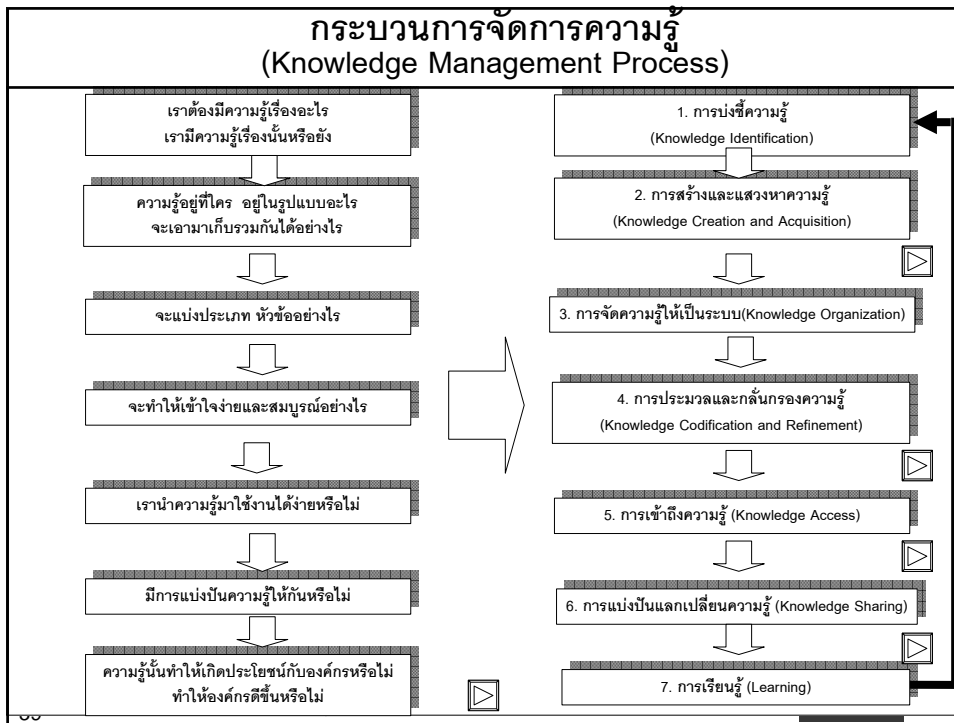 กระบวนการจัดการความรู้
(Knowledge Management Process)
เราต้องมีความรู้เรื่องอะไร
เรามีความรู้เรื่องนั้นหรือยัง
ความรู้อยู่ที่ใคร อยู่ในรูปแบบอะไร
จะเอามาเก็บรวมกันได้อย่างไร
จะแบ่งประเภท หัวข้ออย่างไร
จะทำให้เข้าใจง่ายและสมบูรณ์อย่างไร
เรานำความรู้มาใช้งานได้ง่ายหรือไม่
มีการแบ่งปันความรู้ให้กันหรือไม่
ความรู้นั้นทำให้เกิดประโยชน์กับองค์กรหรือไม่
ทำให้องค์กรดีขึ้นหรือไม่
1. การบ่งชี้ความรู้
(Knowledge Identification)
2. การสร้างและแสวงหาความรู้
(Knowledge Creation and Acquisition)
3. การจัดความรู้ให้เป็นระบบ(Knowledge Organization)
4. การประมวลและกลั่นกรองความรู้
(Knowledge Codification and Refinement)
5. การเข้าถึงความรู้ (Knowledge Access)
6. การแบ่งปันแลกเปลี่ยนความรู้ (Knowledge Sharing)
7. การเรียนรู้ (Learning)